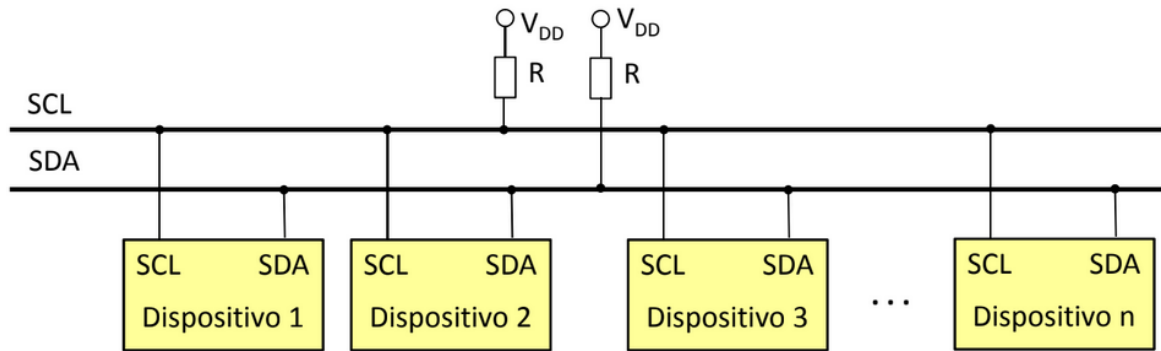 V_DD V_DD
R R
SCL
SDA
SCL SDA SCL SDA SCL SDA SCL SDA
Dispositivo 1 Dispositivo 2 Dispositivo 3 ... Dispositivo n